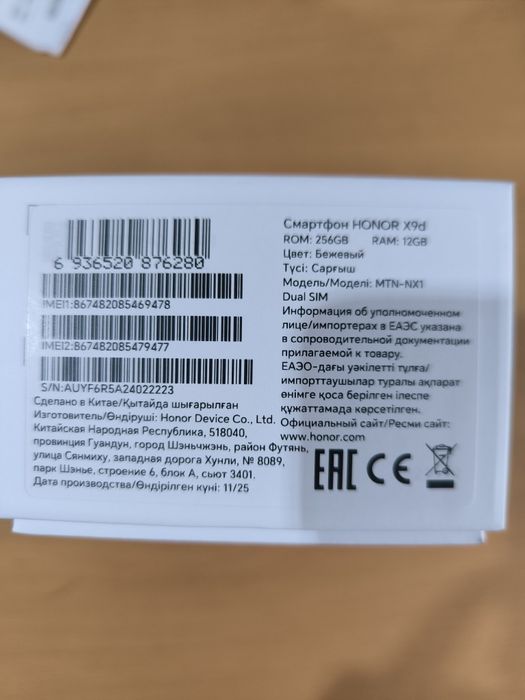 6 936520 876280
IMEI1:867482085469478
IMEI2:867482085479477
S/N:AUYF6R5A24022223
Сделано в Китае/Қытайда шығарылған
Изготовитель/Өндіруші: Honor Device Co., Ltd.
Китайская Народная Республика, 518040,
провинция Гуандун, город Шэньчжэнь, район Футянь,
улица Сянмиху, западная дорога Хунли, № 8089,
парк Шэнье, строение 6, блок А, сьют 3401.
Дата производства/Өндірілген күні: 11/25
Смартфон HONOR X9d
ROM: 256GB RAM: 12GB
Цвет: Бежевый
Түсі: Сарғыш
Модель/Моделі: MTN-NX1
Dual SIM
Информация об уполномоченном
лице/импортерах в ЕАЭС указана
в сопроводительной документации
прилагаемой к товару.
ЕАЭО-дағы уәкілетті тұлға/
импорттаушылар туралы ақпарат
өнімге қоса берілген ілеспе
құжаттамада көрсетілген.
Официальный сайт/Ресми сайт:
www.honor.com
EAC CE